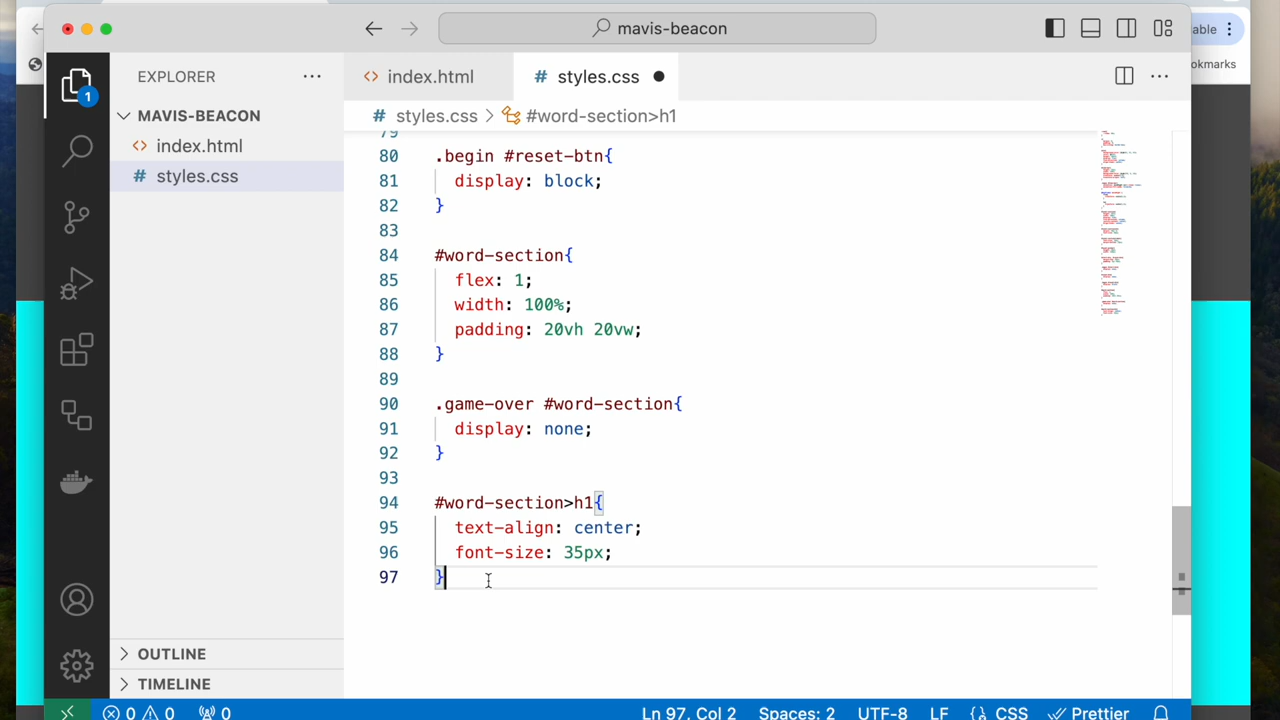 mavis-beacon
able
okmarks
EXPLORER
1
MAVIS-BEACON
index.html
# styles.css
index.html
# styles.css
# styles.css > #word-section>h1
79
80 .begin #reset-btn{
81 display: block;
82 }
83
84 #word-section{
85 flex: 1;
86 width: 100%;
87 padding: 20vh 20vw;
88 }
89
90 .game-over #word-section{
91 display: none;
92 }
93
94 #word-section>h1{
95 text-align: center;
96 font-size: 35px;
97 }
OUTLINE
TIMELINE
0 0 0 Ln 97, Col 2 Spaces: 2 UTF-8 LF {} CSS Prettier